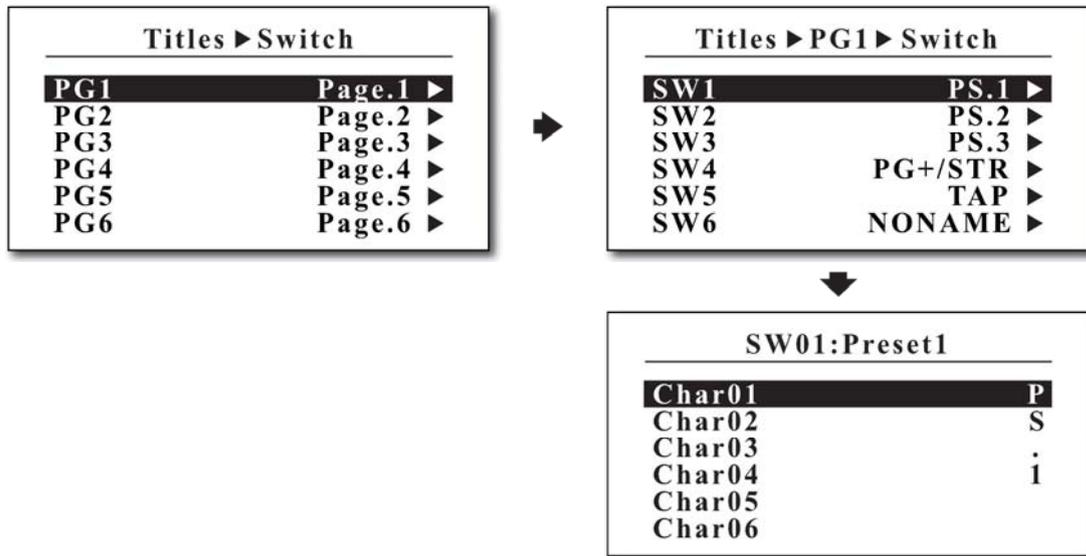 Titles ▶ Switch
PG1 Page.1 ▶
PG2 Page.2 ▶
PG3 Page.3 ▶
PG4 Page.4 ▶
PG5 Page.5 ▶
PG6 Page.6 ▶
Titles ▶ PG1 ▶ Switch
SW1 PS.1 ▶
SW2 PS.2 ▶
SW3 PS.3 ▶
SW4 PG+/STR ▶
SW5 TAP ▶
SW6 NONAME ▶
SW01:Preset1
Char01 P
Char02 S
Char03 .
Char04 1
Char05
Char06